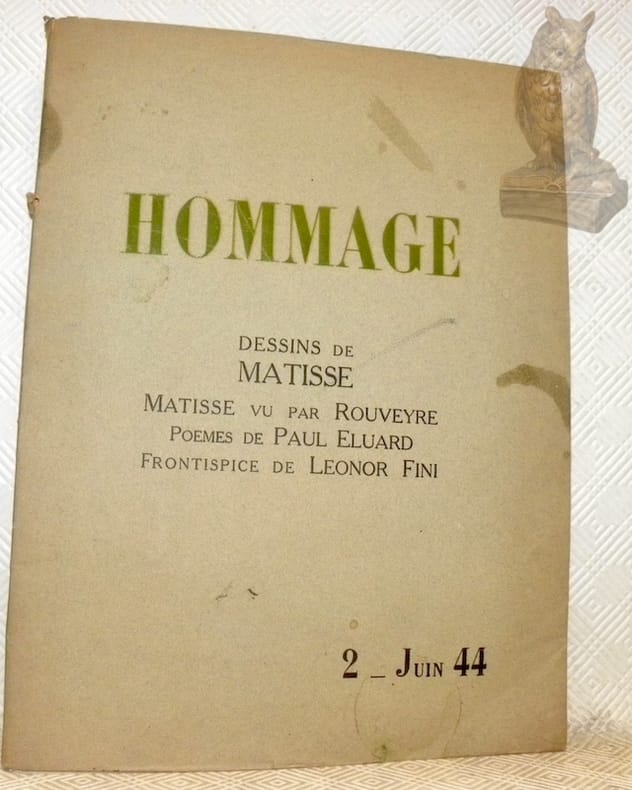 HOMMAGE
DESSINS DE
MATISSE
MATISSE VU PAR ROUVEYRE
POEMES DE PAUL ELUARD
FRONTISPICE DE LEONOR FINI
2 _ JUIN 44